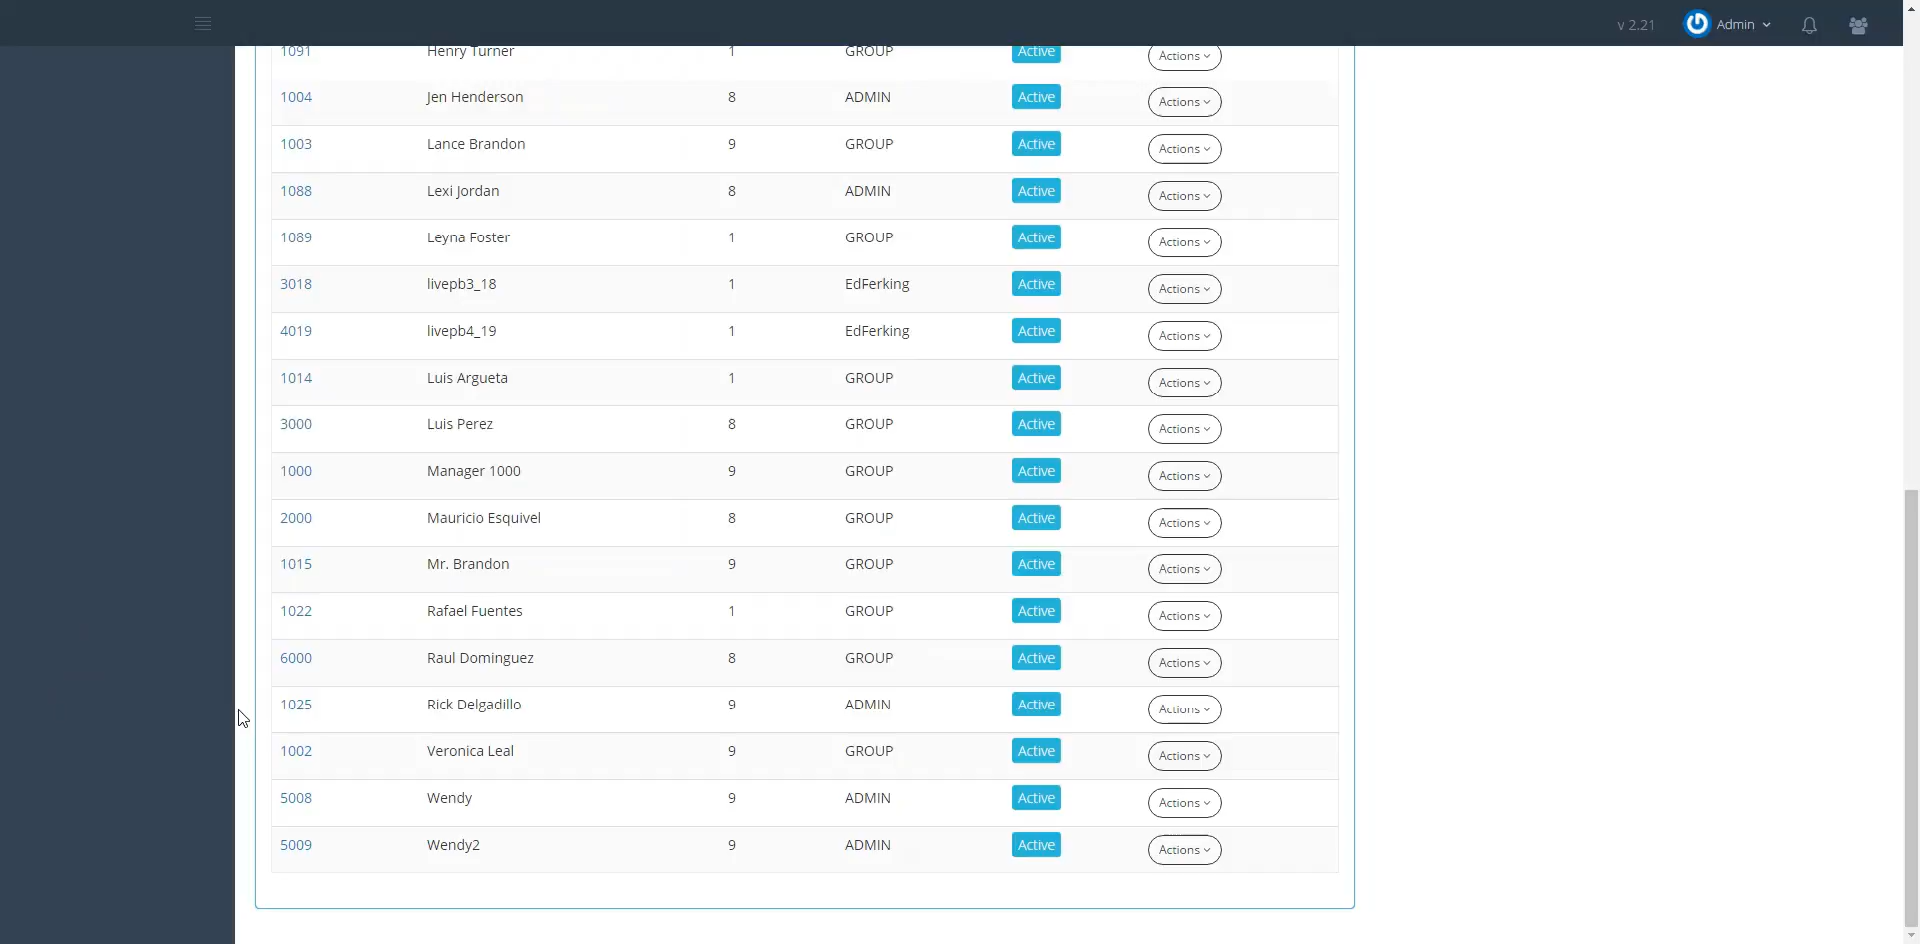 v 2.21 Admin
1091 Henry Turner 1 GROUP Active Actions
1004 Jen Henderson 8 ADMIN Active Actions
1003 Lance Brandon 9 GROUP Active Actions
1088 Lexi Jordan 8 ADMIN Active Actions
1089 Leyna Foster 1 GROUP Active Actions
3018 livepb3_18 1 EdFerking Active Actions
4019 livepb4_19 1 EdFerking Active Actions
1014 Luis Argueta 1 GROUP Active Actions
3000 Luis Perez 8 GROUP Active Actions
1000 Manager 1000 9 GROUP Active Actions
2000 Mauricio Esquivel 8 GROUP Active Actions
1015 Mr. Brandon 9 GROUP Active Actions
1022 Rafael Fuentes 1 GROUP Active Actions
6000 Raul Dominguez 8 GROUP Active Actions
1025 Rick Delgadillo 9 ADMIN Active Actions
1002 Veronica Leal 9 GROUP Active Actions
5008 Wendy 9 ADMIN Active Actions
5009 Wendy2 9 ADMIN Active Actions